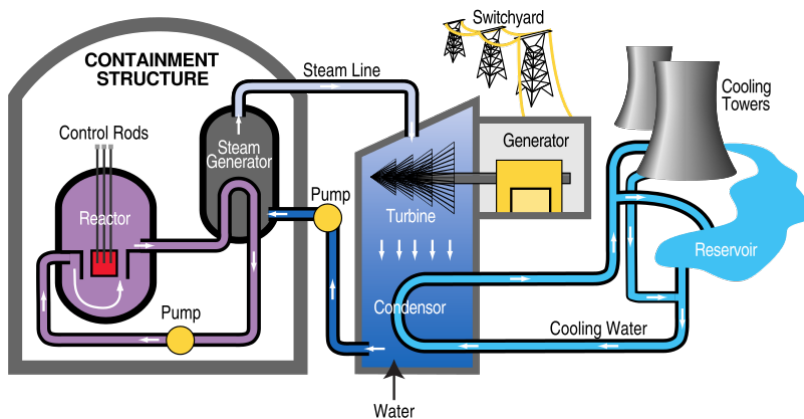 Switchyard
CONTAINMENT
STRUCTURE
Steam Line
Cooling
Towers
Control Rods
Steam
Generator
Generator
Pump
Reactor
Turbine
Reservoir
Pump
Condensor
Cooling Water
Water